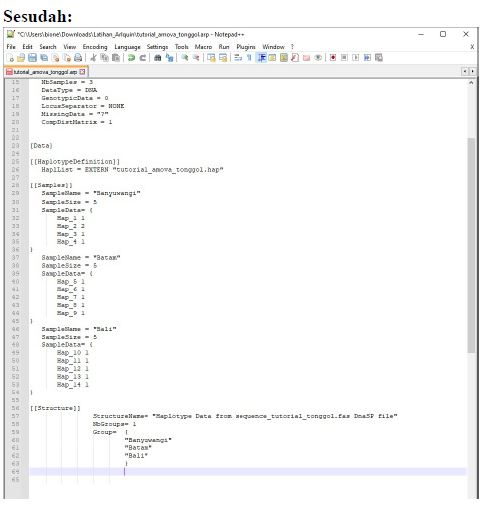 Sesudah:
*C:\Users\bione\Downloads\Latihan_Arlquin\tutorial_amova_tonggol.arp - Notepad++
File Edit Search View Encoding Language Settings Tools Macro Run Plugins Window ?
X
tutorial_amova_tonggol.arp
15 NbSamples = 3
16 DataType = DNA
17 GenotypicData = 0
18 LocusSeparator = NONE
19 MissingData = "?"
20 CompDistMatrix = 1
21
22
23 [Data]
24
25 [[HaplotypeDefinition]]
26 HaplList = EXTERN "tutorial_amova_tonggol.hap"
27
28 [[Samples]]
29 SampleName = "Banyuwangi"
30 SampleSize = 5
31 SampleData= {
32 Hap_1 1
33 Hap_2 2
34 Hap_3 1
35 Hap_4 1
36 }
37 SampleName = "Batam"
38 SampleSize = 5
39 SampleData= {
40 Hap_5 1
41 Hap_6 1
42 Hap_7 1
43 Hap_8 1
44 Hap_9 1
45 }
46 SampleName = "Bali"
47 SampleSize = 5
48 SampleData= {
49 Hap_10 1
50 Hap_11 1
51 Hap_12 1
52 Hap_13 1
53 Hap_14 1
54 }
55
56 [[Structure]]
57 StructureName= "Haplotype Data from sequence_tutorial_tonggol.fas DnaSP file"
58 NbGroups= 1
59 Group= {
60 "Banyuwangi"
61 "Batam"
62 "Bali"
63 }
64
65